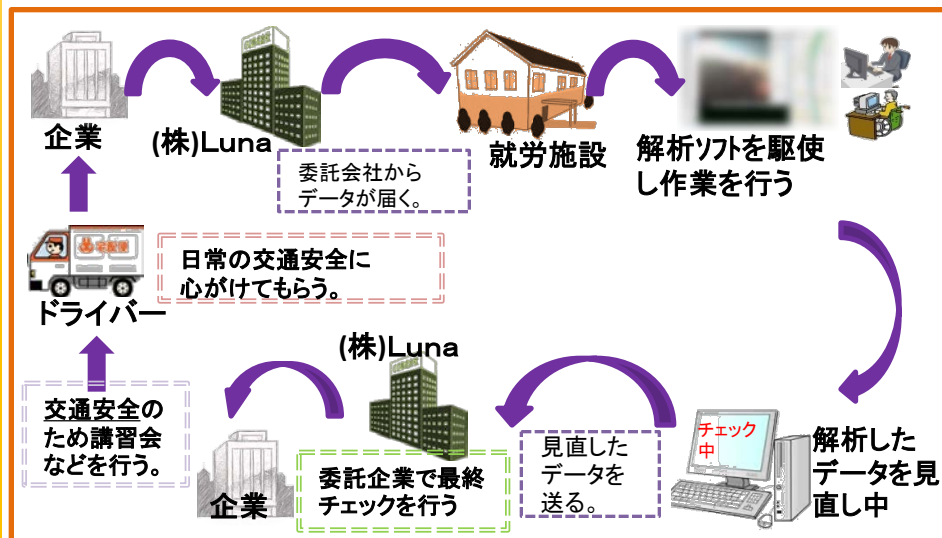 企業
(株)Luna
委託会社から
データが届く。
就労施設
解析ソフトを駆使
し作業を行う
宅配便
日常の交通安全に
心がけてもらう。
ドライバー
(株)Luna
交通安全の
ため講習会
などを行う。
企業
委託企業で最終
チェックを行う
見直した
データを
送る。
チェック
中
解析した
データを見
直し中